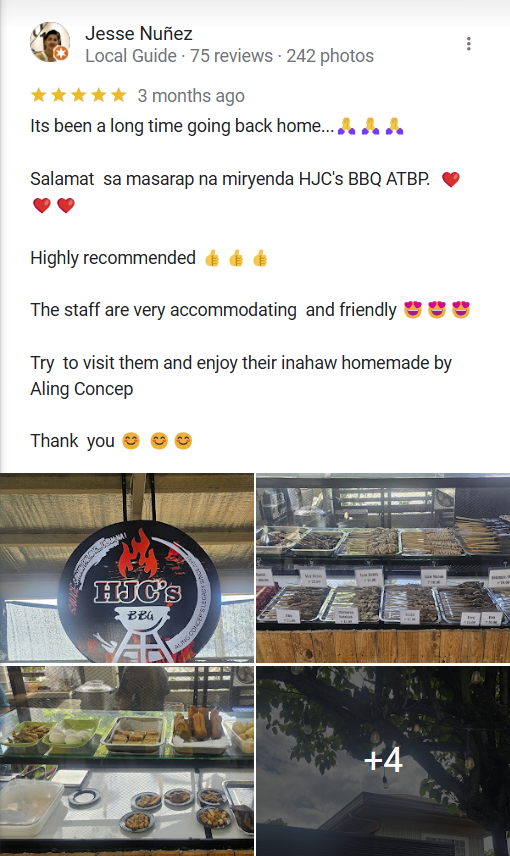 Jesse Nuñez
Local Guide · 75 reviews · 242 photos
3 months ago
Its been a long time going back home...🙏🙏🙏
Salamat sa masarap na miryenda HJC's BBQ ATBP. ❤️
❤️❤️
Highly recommended 👍👍👍
The staff are very accommodating and friendly 😍😍😍
Try to visit them and enjoy their inahaw homemade by
Aling Concep
Thank you 😊 😊😊
HJC's
BBQ
+4